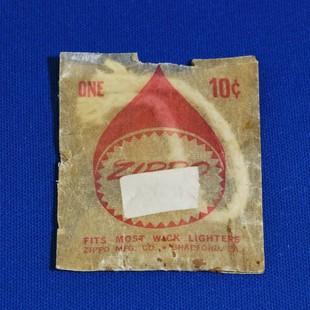 ONE 10¢
ZIPPO
FITS MOST WICK LIGHTERS
ZIPPO MFG. CO., BRADFORD, PA.